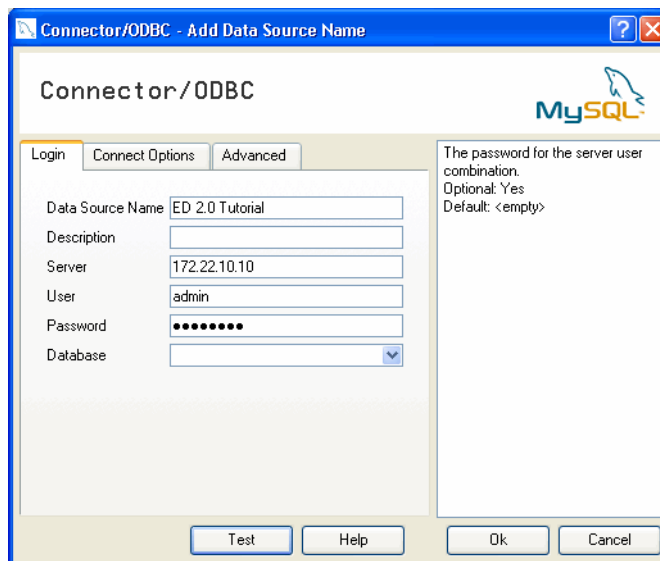 Connector/ODBC - Add Data Source Name
Connector/ODBC
MySQL
Login
Connect Options
Advanced
Data Source Name ED 2.0 Tutorial
Description
Server 172.22.10.10
User admin
Password ●●●●●●●●
Database
The password for the server user
combination.
Optional: Yes
Default: <empty>
Test
Help
Ok
Cancel